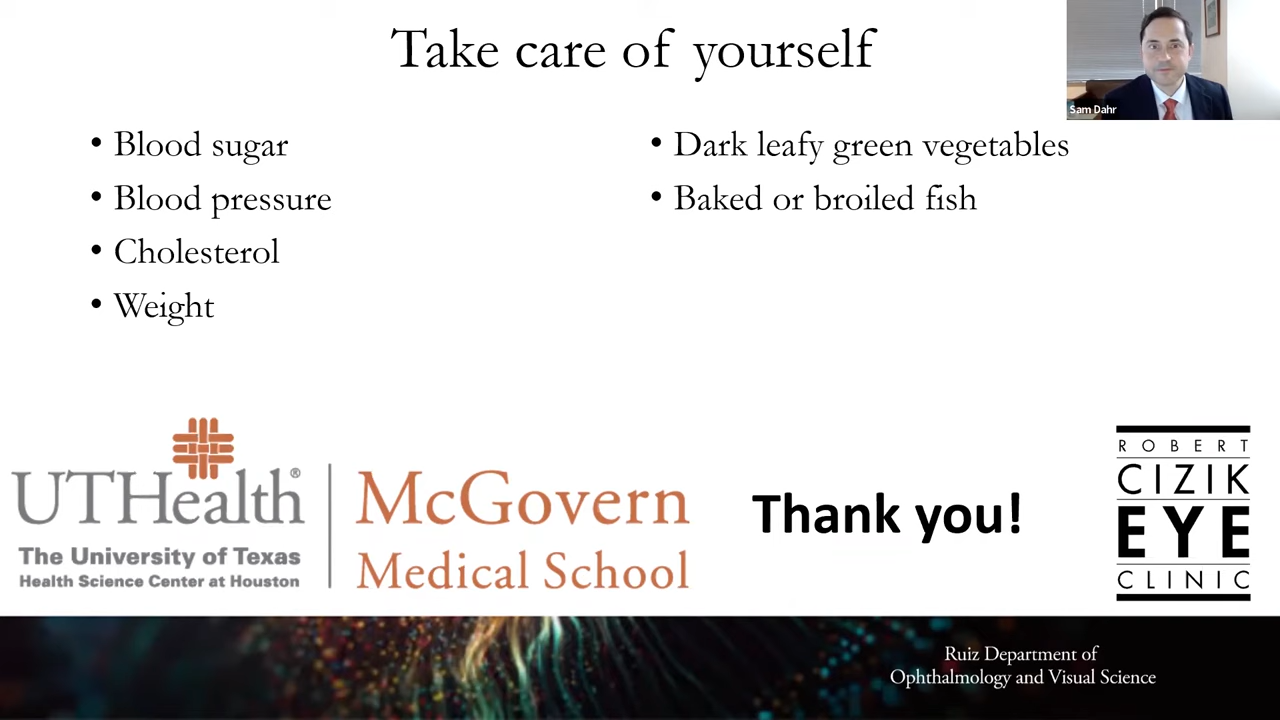 Take care of yourself
Sam Dahr
• Blood sugar
• Blood pressure
• Cholesterol
• Weight
• Dark leafy green vegetables
• Baked or broiled fish
UTHealth®
The University of Texas
Health Science Center at Houston
McGovern
Medical School
Thank you!
ROBERT
CIZIK
EYE
CLINIC
Ruiz Department of
Ophthalmology and Visual Science